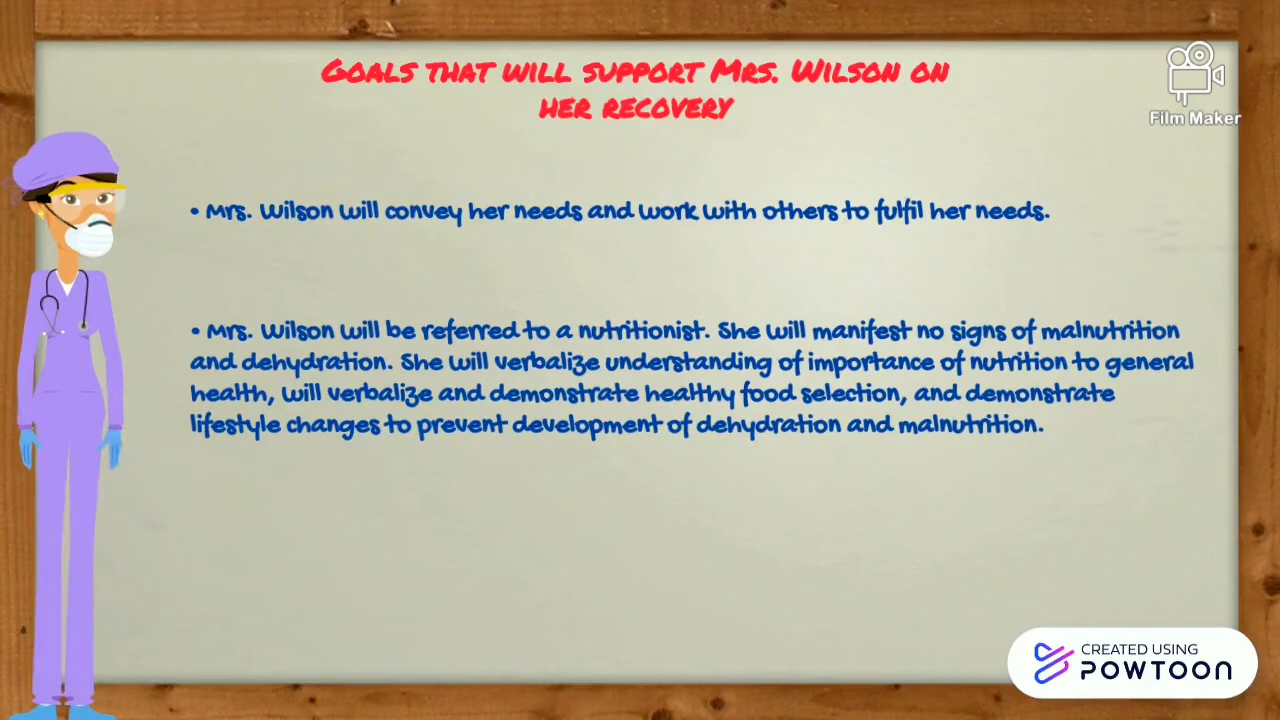 Goals that will support Mrs. Wilson on
her recovery
Film Maker
• Mrs. Wilson will convey her needs and work with others to fulfil her needs.
• Mrs. Wilson will be referred to a nutritionist. She will manifest no signs of malnutrition
and dehydration. She will verbalize understanding of importance of nutrition to general
health, will verbalize and demonstrate healthy food selection, and demonstrate
lifestyle changes to prevent development of dehydration and malnutrition.
CREATED USING
POWTOON